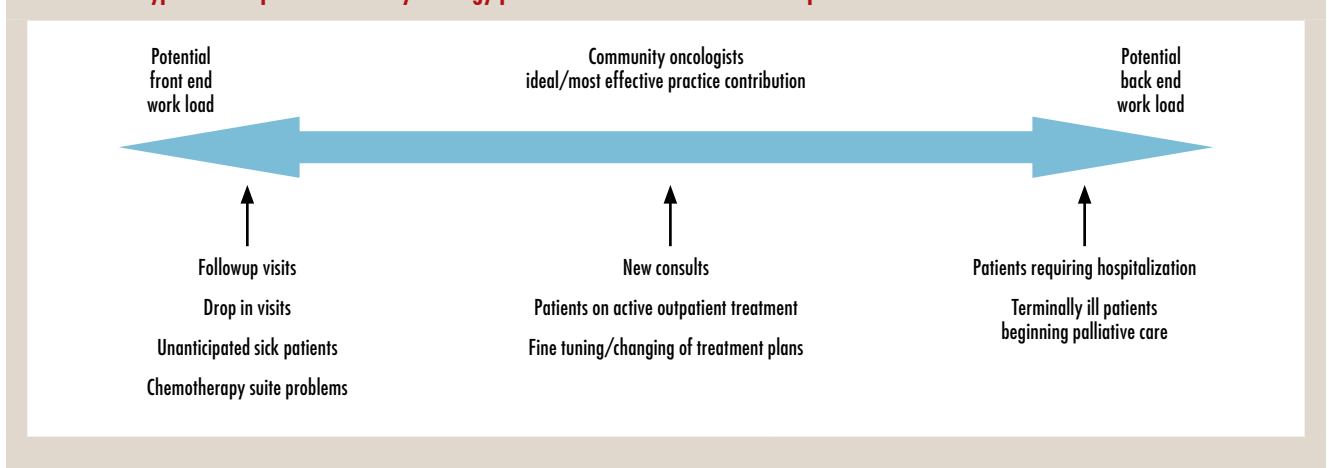 Potential
front end
work load
Community oncologists
ideal/most effective practice contribution
Potential
back end
work load
Followup visits
Drop in visits
Unanticipated sick patients
Chemotherapy suite problems
New consults
Patients on active outpatient treatment
Fine tuning/changing of treatment plans
Patients requiring hospitalization
Terminally ill patients
beginning palliative care